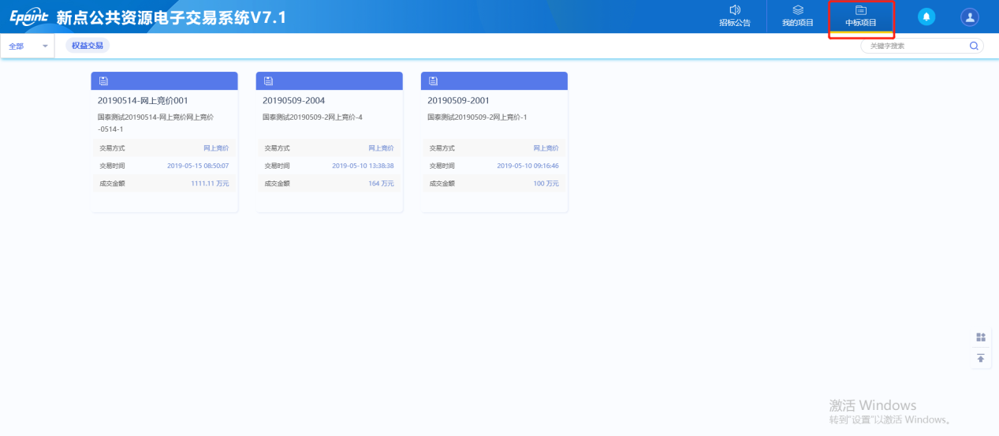 Epoint 新点公共资源电子交易系统V7.1
招标公告
我的项目
中标项目
全部
权益交易
关键字搜索
20190514-网上竞价001
国泰测试20190514-网上竞价网上竞价
-0514-1
交易方式 网上竞价
交易时间 2019-05-15 08:50:07
成交金额 1111.11 万元
20190509-2004
国泰测试20190509-2网上竞价-4
交易方式 网上竞价
交易时间 2019-05-10 13:38:38
成交金额 164 万元
20190509-2001
国泰测试20190509-2网上竞价-1
交易方式 网上竞价
交易时间 2019-05-10 09:16:46
成交金额 100 万元
激活 Windows
转到"设置"以激活 Windows。